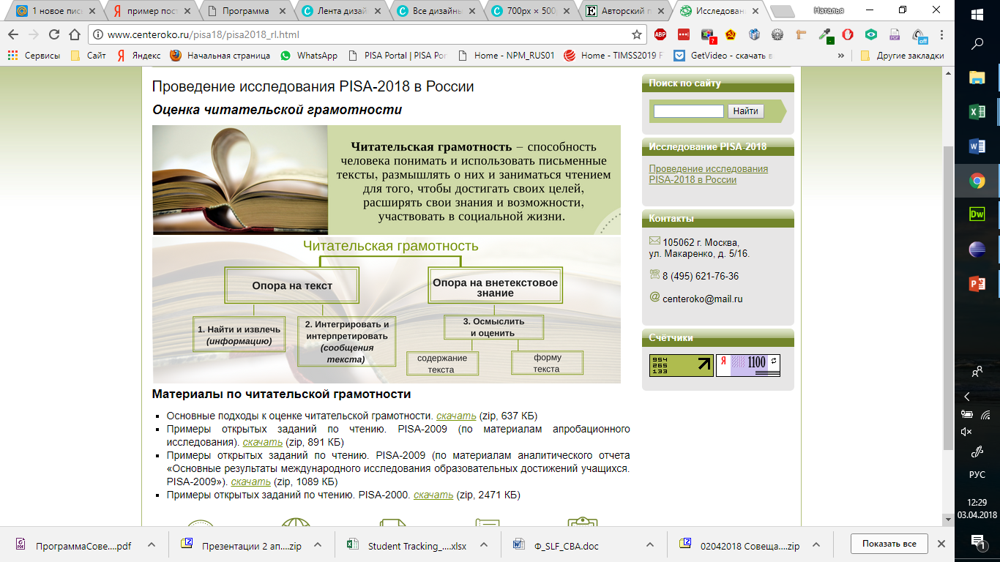 1 новое пис
пример пост
Программа
Лента дизай
Все дизайны
700px × 500p
Авторский п
Исследован
Наталья
www.centeroko.ru/pisa18/pisa2018_rl.html
Сервисы
Сайт
Яндекс
Начальная страница
WhatsApp
PISA Portal | PISA Por
Home - NPM_RUS01
Home - TIMSS2019 F
GetVideo - скачать в
»
Другие закладки
Проведение исследования PISA-2018 в России
Оценка читательской грамотности
Читательская грамотность – способность
человека понимать и использовать письменные
тексты, размышлять о них и заниматься чтением
для того, чтобы достигать своих целей,
расширять свои знания и возможности,
участвовать в социальной жизни.
Читательская грамотность
Опора на текст
Опора на внетекстовое
знание
1. Найти и извлечь
(информацию)
2. Интегрировать и
интерпретировать
(сообщения
текста)
3. Осмыслить
и оценить
содержание
текста
форму
текста
Материалы по читательской грамотности
Основные подходы к оценке читательской грамотности. скачать (zip, 637 КБ)
Примеры открытых заданий по чтению. PISA-2009 (по материалам апробационного
исследования). скачать (zip, 891 КБ)
Примеры открытых заданий по чтению. PISA-2009 (по материалам аналитического отчета
«Основные результаты международного исследования образовательных достижений учащихся.
PISA-2009»). скачать (zip, 1089 КБ)
Примеры открытых заданий по чтению. PISA-2000. скачать (zip, 2471 КБ)
Поиск по сайту
Найти
Исследование PISA-2018
Проведение исследования
PISA-2018 в России
Контакты
105062 г. Москва,
ул. Макаренко, д. 5/16.
8 (495) 621-76-36
centeroko@mail.ru
Счётчики
954
265
133
Я 1100
ПрограммаСове....pdf
Презентации 2 ап....zip
Student Tracking_....xlsx
Ф_SLF_CBA.doc
02042018 Совеща....zip
Показать все
РУС
12:29
03.04.2018
1